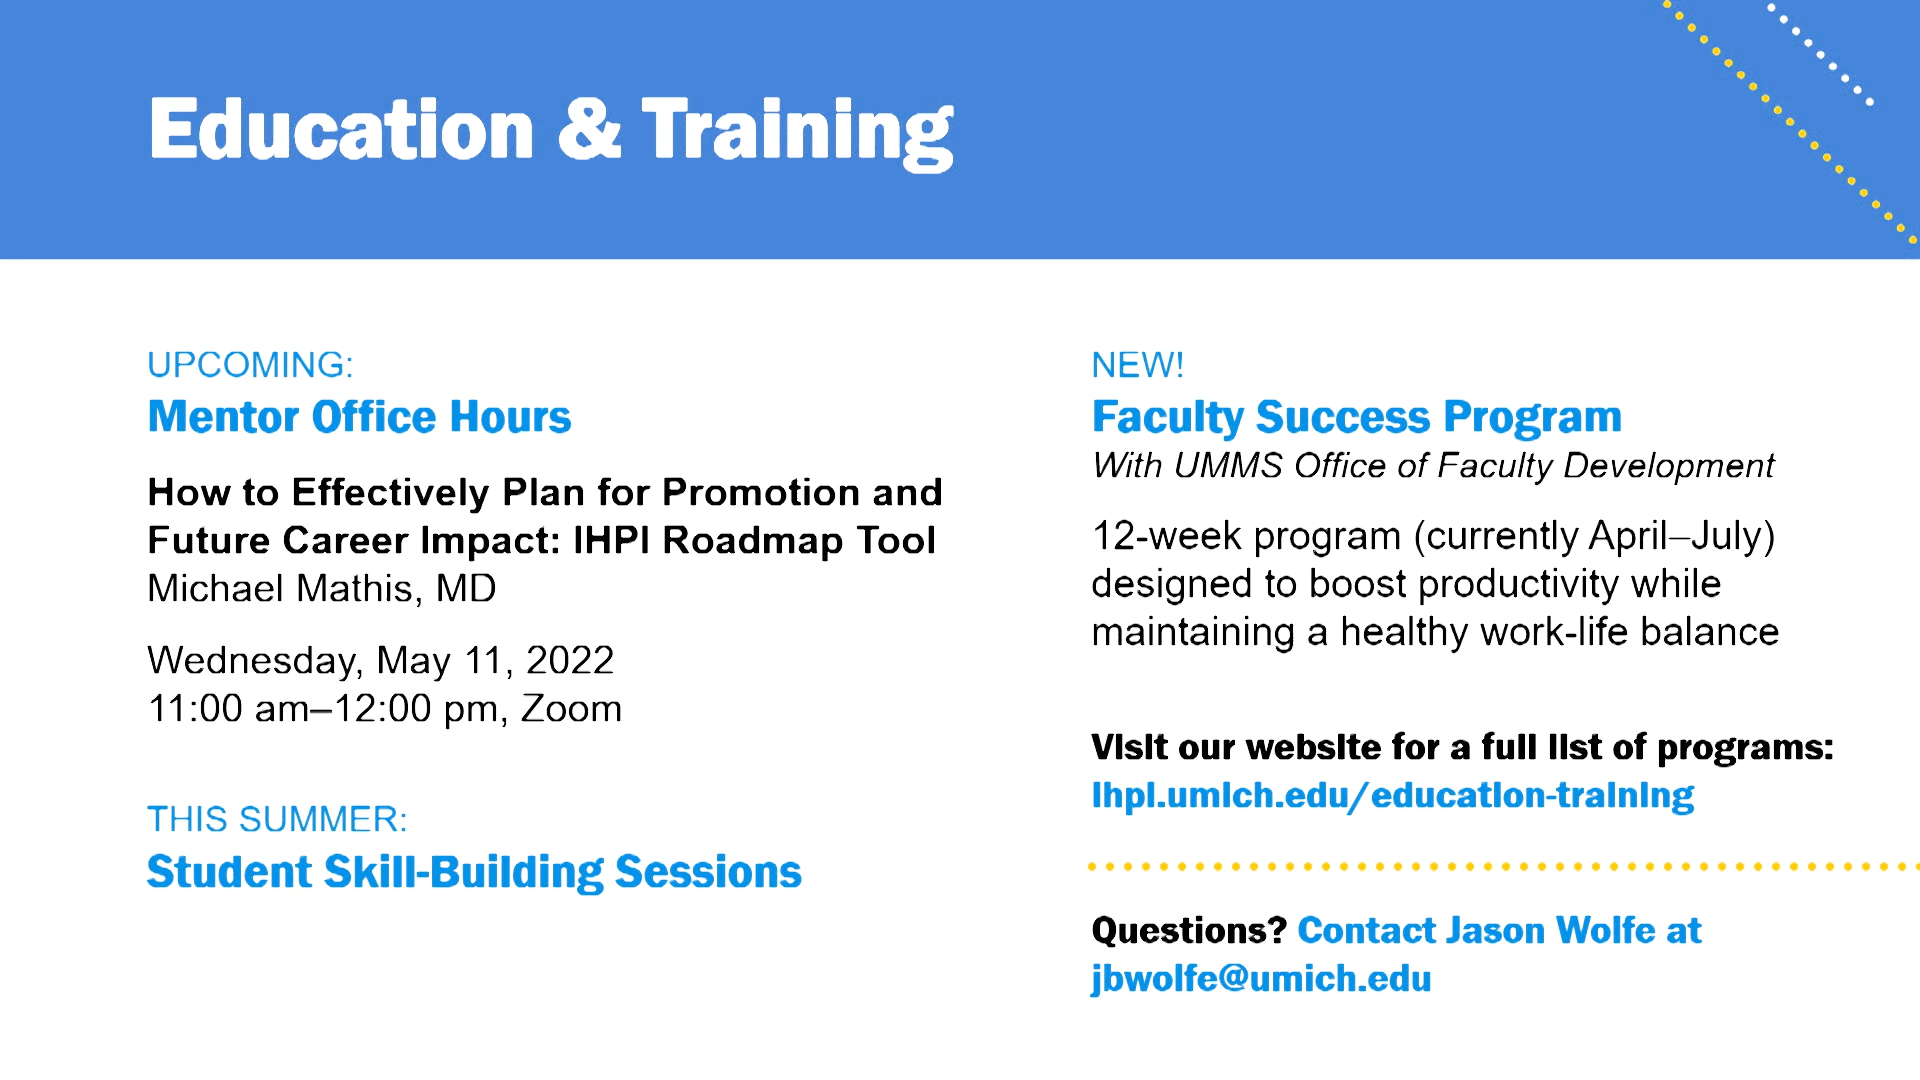 Education & Training
UPCOMING:
Mentor Office Hours
How to Effectively Plan for Promotion and
Future Career Impact: IHPI Roadmap Tool
Michael Mathis, MD
Wednesday, May 11, 2022
11:00 am–12:00 pm, Zoom
THIS SUMMER:
Student Skill-Building Sessions
NEW!
Faculty Success Program
With UMMS Office of Faculty Development
12-week program (currently April–July)
designed to boost productivity while
maintaining a healthy work-life balance
Visit our website for a full list of programs:
ihpi.umich.edu/education-training
Questions? Contact Jason Wolfe at
jbwolfe@umich.edu